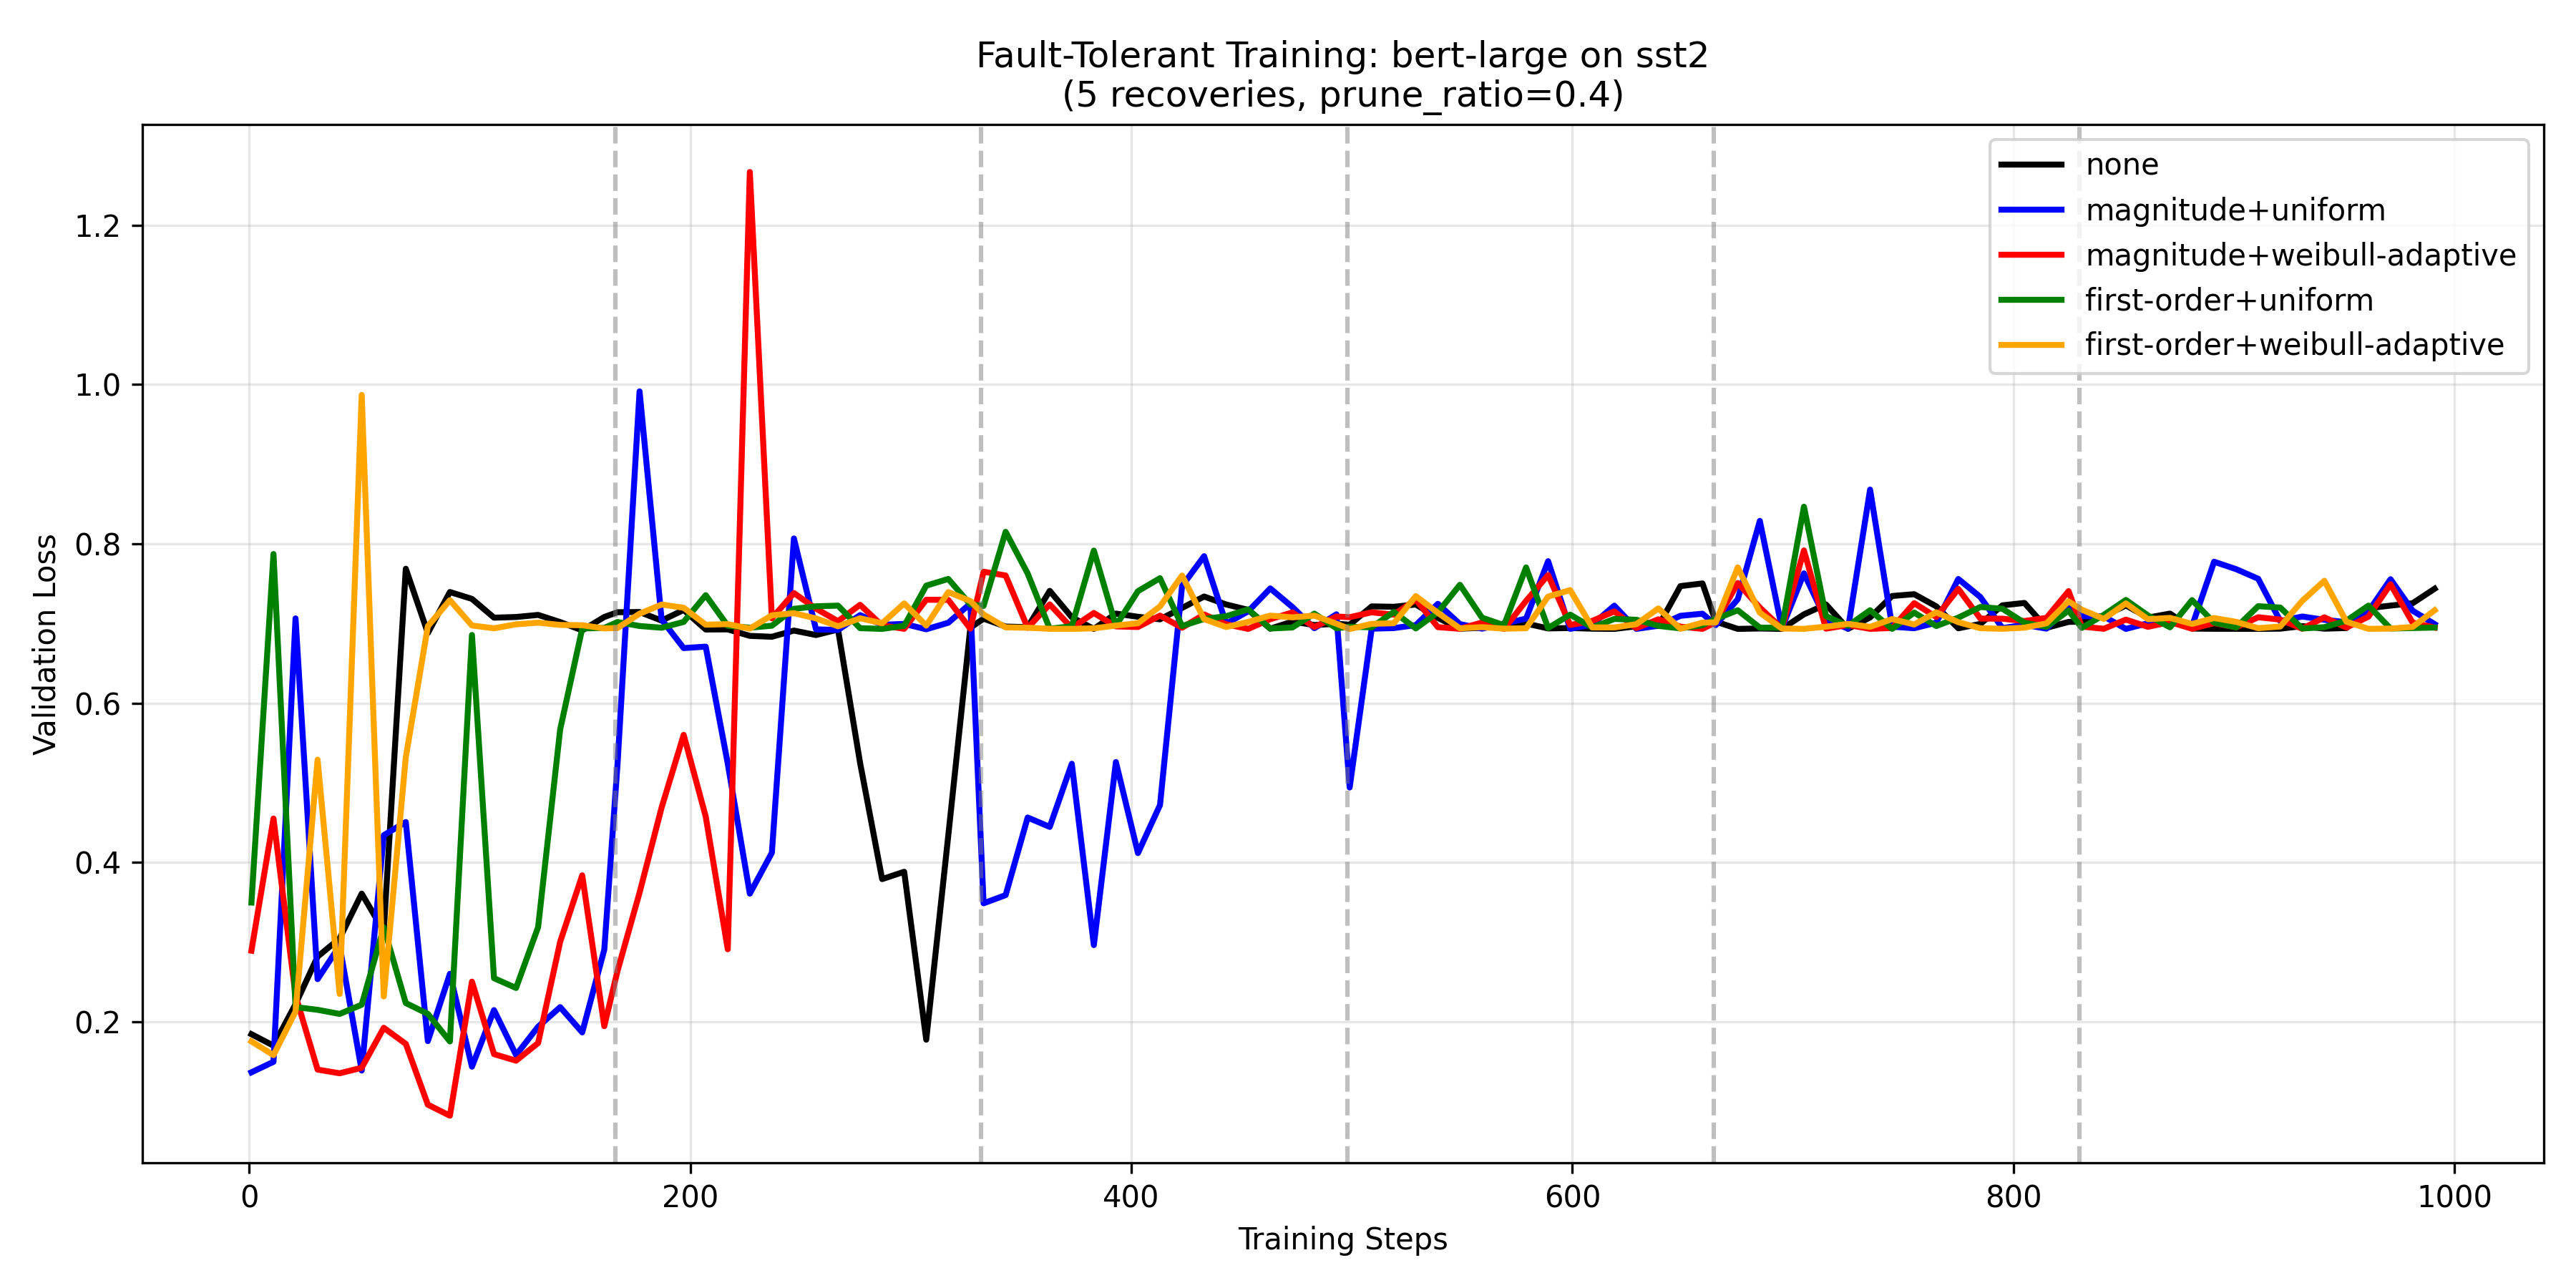 Fault-Tolerant Training: bert-large on sst2
(5 recoveries, prune_ratio=0.4)
none
magnitude+uniform
magnitude+weibull-adaptive
first-order+uniform
first-order+weibull-adaptive
1.2
1.0
0.8
0.6
0.4
0.2
Validation Loss
0
200
400
600
800
1000
Training Steps